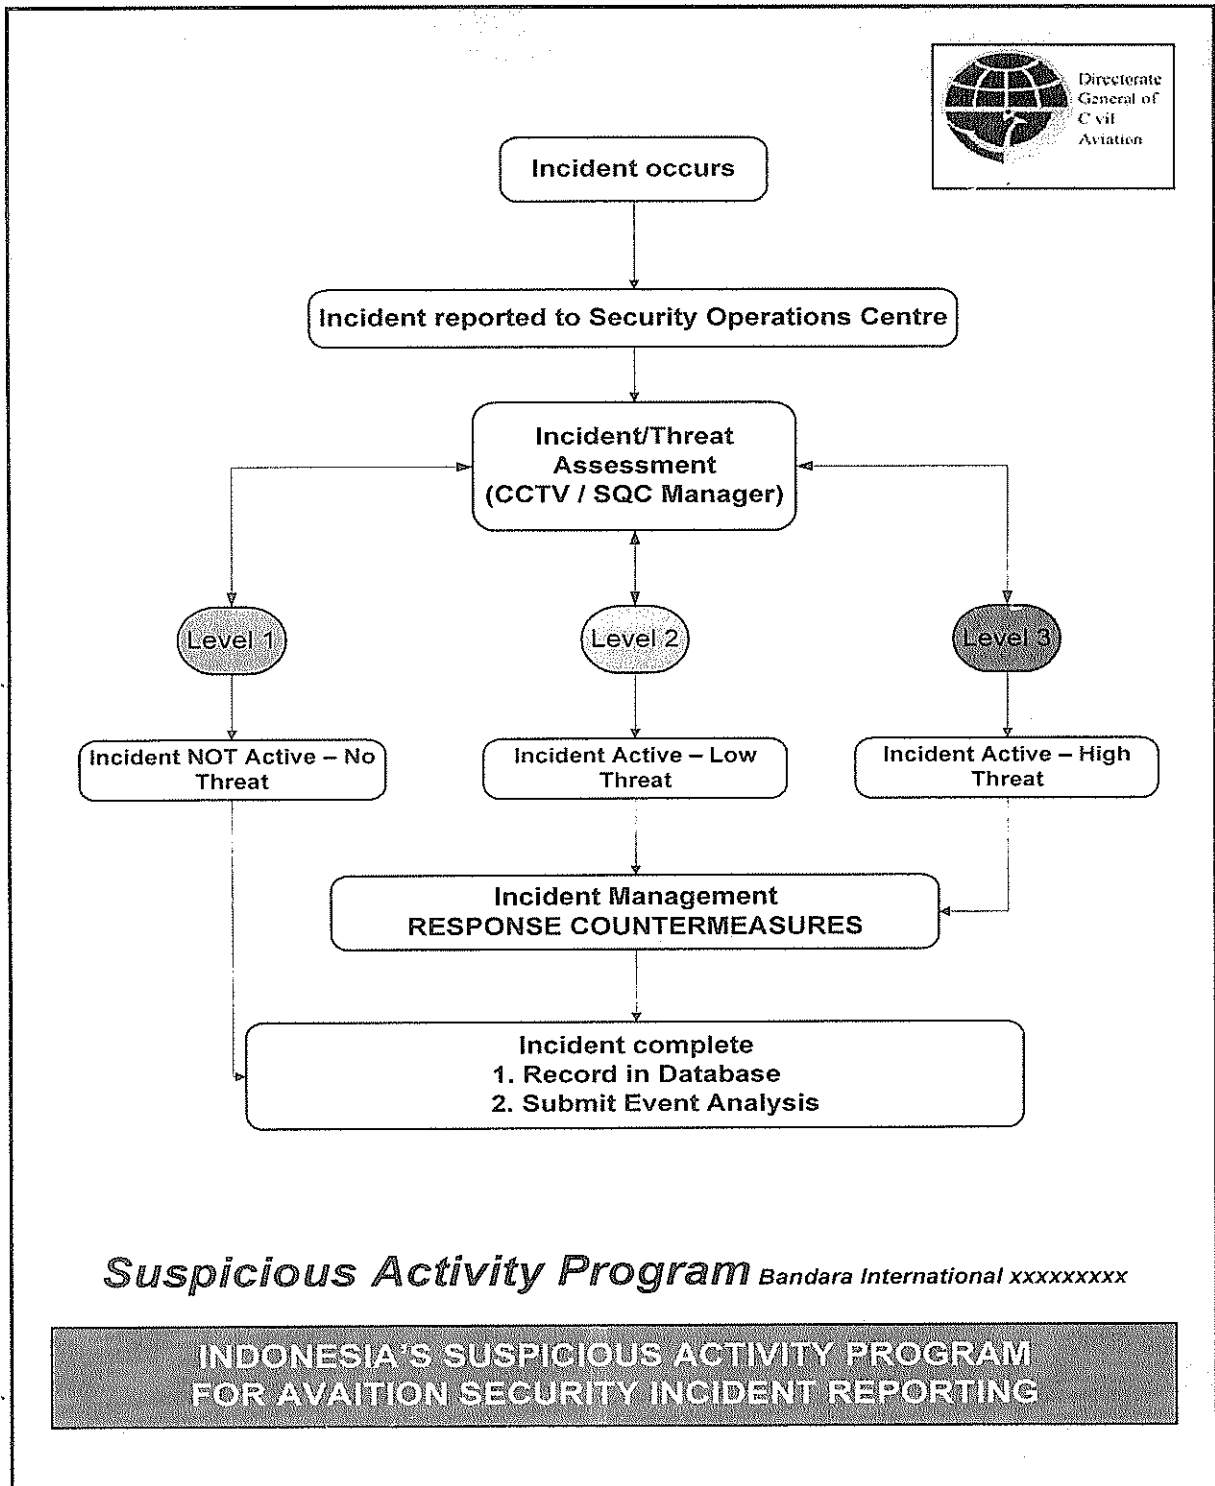 Directorate
General of
Civil
Aviation
Incident occurs
Incident reported to Security Operations Centre
Incident/Threat
Assessment
(CCTV / SQC Manager)
Level 1
Level 2
Level 3
Incident NOT Active – No
Threat
Incident Active – Low
Threat
Incident Active – High
Threat
Incident Management
RESPONSE COUNTERMEASURES
Incident complete
1. Record in Database
2. Submit Event Analysis
Suspicious Activity Program Bandara International xxxxxxxxx
INDONESIA'S SUSPICIOUS ACTIVITY PROGRAM
FOR AVAITION SECURITY INCIDENT REPORTING